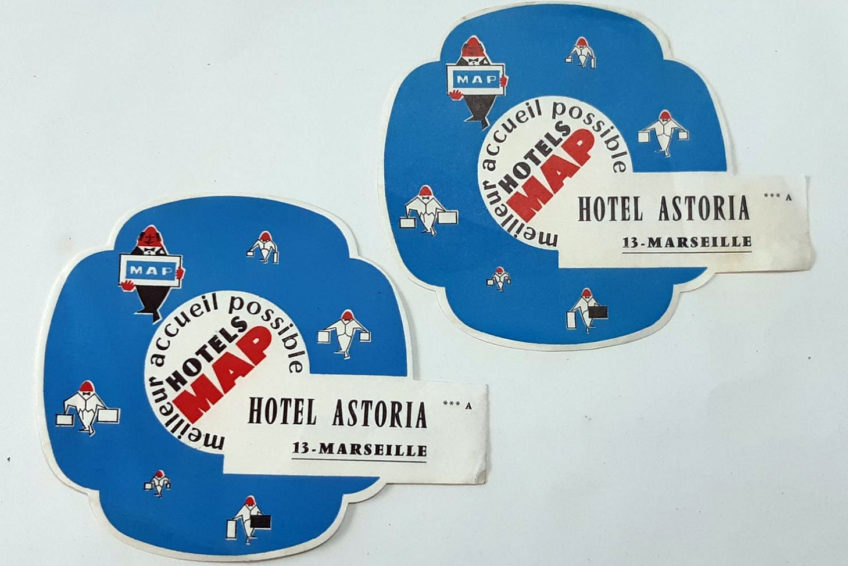 MAP
meilleur accueil possible
HOTELS
MAP
HOTEL ASTORIA *** A
13-MARSEILLE
MAP
meilleur accueil possible
HOTELS
MAP
HOTEL ASTORIA *** A
13-MARSEILLE